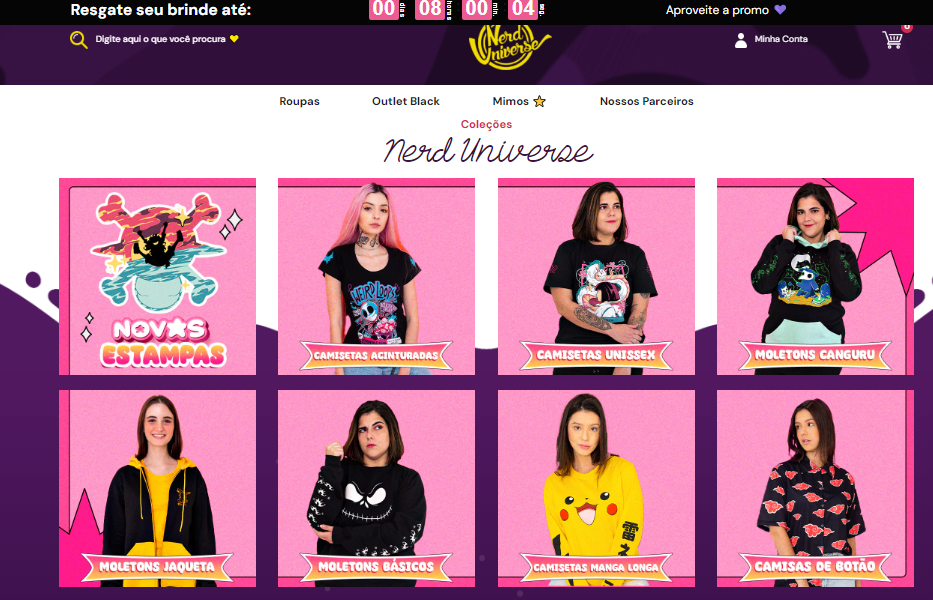 Resgate seu brinde até:
00 dias 08 horas 00 min 04 seg
Aproveite a promo
Digite aqui o que você procura
Nerd Universe
Minha Conta
0
Roupas
Outlet Black
Mimos
Nossos Parceiros
Coleções
Nerd Universe
NOVAS
ESTAMPAS
CAMISETAS ACINTURADAS
CAMISETAS UNISSEX
MOLETONS CANGURU
MOLETONS JAQUETA
MOLETONS BÁSICOS
CAMISETAS MANGA LONGA
CAMISAS DE BOTÃO